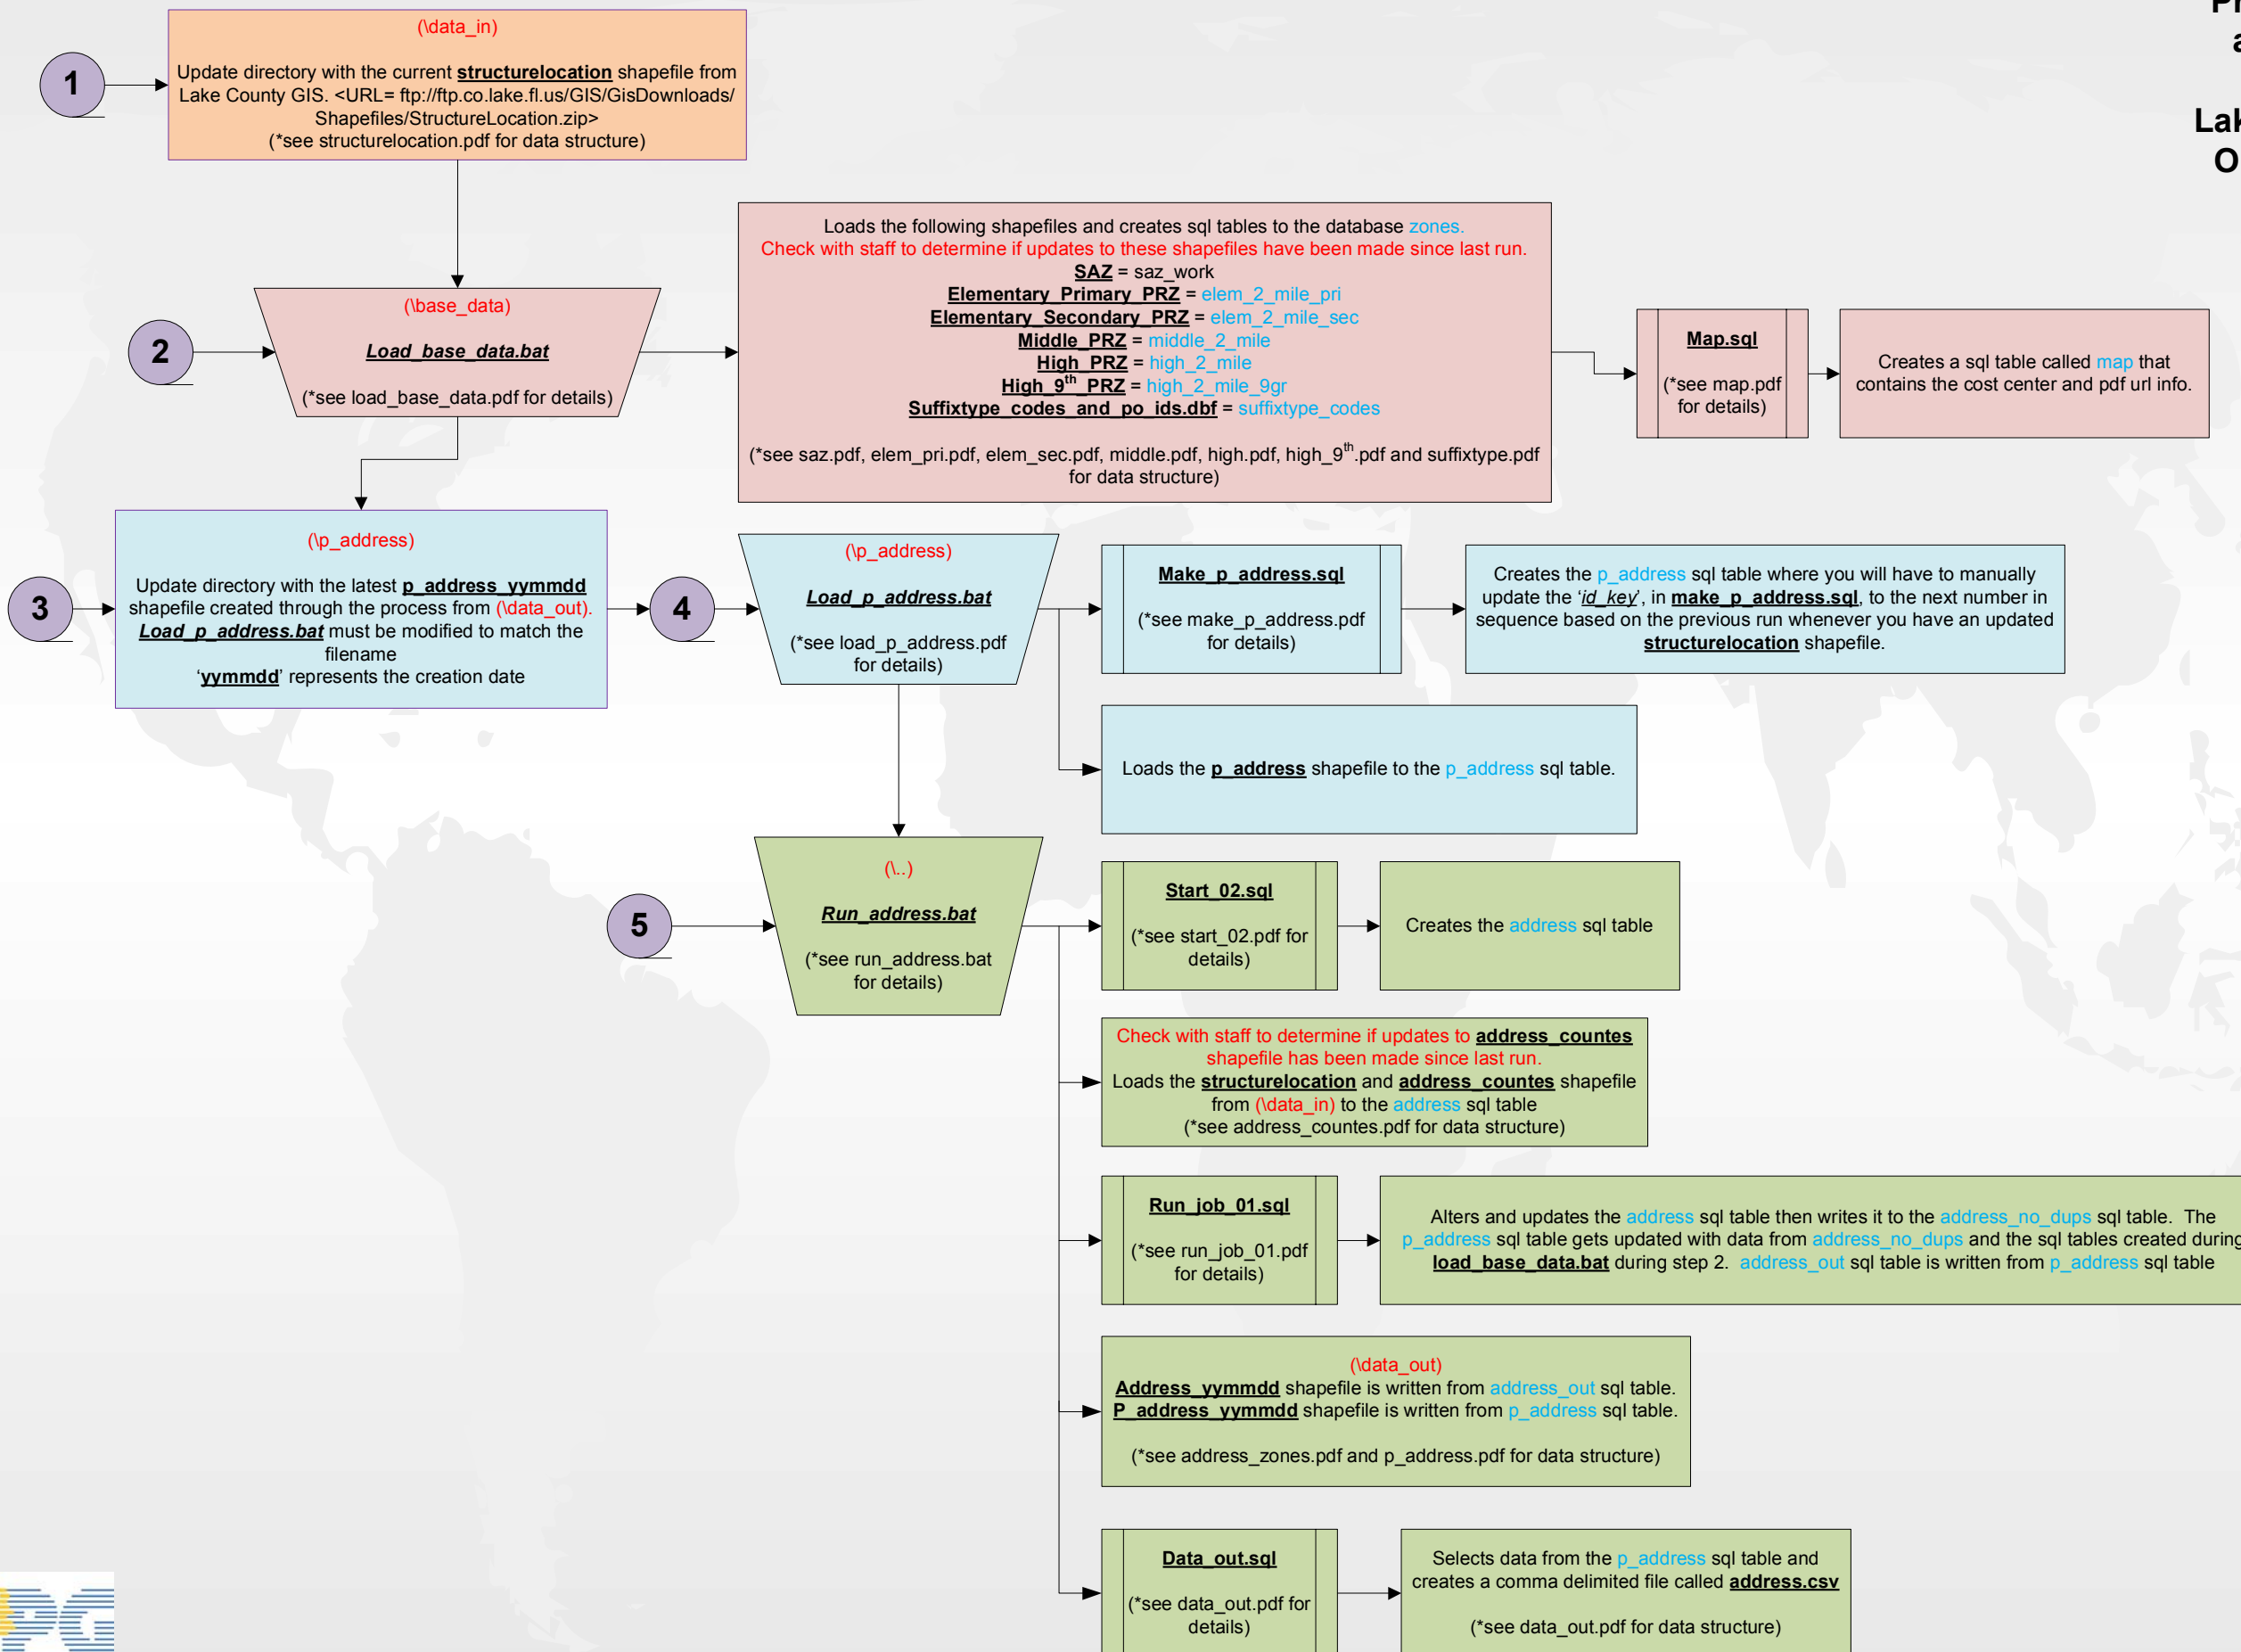 1
(\data_in)
Update directory with the current structurelocation shapefile from
Lake County GIS. <URL= ftp://ftp.co.lake.fl.us/GIS/GisDownloads/
Shapefiles/StructureLocation.zip>
(*see structurelocation.pdf for data structure)
2
(\base_data)
Load_base_data.bat
(*see load_base_data.pdf for details)
Loads the following shapefiles and creates sql tables to the database zones.
Check with staff to determine if updates to these shapefiles have been made since last run.
SAZ = saz_work
Elementary_Primary_PRZ = elem_2_mile_pri
Elementary_Secondary_PRZ = elem_2_mile_sec
Middle_PRZ = middle_2_mile
High_PRZ = high_2_mile
High_9th_PRZ = high_2_mile_9gr
Suffixtype_codes_and_po_ids.dbf = suffixtype_codes
(*see saz.pdf, elem_pri.pdf, elem_sec.pdf, middle.pdf, high.pdf, high_9th.pdf and suffixtype.pdf
for data structure)
Map.sql
(*see map.pdf
for details)
Creates a sql table called map that
contains the cost center and pdf url info.
3
(\p_address)
Update directory with the latest p_address_yymmdd
shapefile created through the process from (\data_out).
Load_p_address.bat must be modified to match the
filename
‘yymmdd’ represents the creation date
4
(\p_address)
Load_p_address.bat
(*see load_p_address.pdf
for details)
Make_p_address.sql
(*see make_p_address.pdf
for details)
Creates the p_address sql table where you will have to manually
update the ‘id_key’, in make_p_address.sql, to the next number in
sequence based on the previous run whenever you have an updated
structurelocation shapefile.
Loads the p_address shapefile to the p_address sql table.
5
(\..)
Run_address.bat
(*see run_address.bat
for details)
Start_02.sql
(*see start_02.pdf for
details)
Creates the address sql table
Check with staff to determine if updates to address_countes
shapefile has been made since last run.
Loads the structurelocation and address_countes shapefile
from (\data_in) to the address sql table
(*see address_countes.pdf for data structure)
Run_job_01.sql
(*see run_job_01.pdf
for details)
Alters and updates the address sql table then writes it to the address_no_dups sql table. The
p_address sql table gets updated with data from address_no_dups and the sql tables created during
load_base_data.bat during step 2. address_out sql table is written from p_address sql table
(\data_out)
Address_yymmdd shapefile is written from address_out sql table.
P_address_yymmdd shapefile is written from p_address sql table.
(*see address_zones.pdf and p_address.pdf for data structure)
Data_out.sql
(*see data_out.pdf for
details)
Selects data from the p_address sql table and
creates a comma delimited file called address.csv
(*see data_out.pdf for data structure)